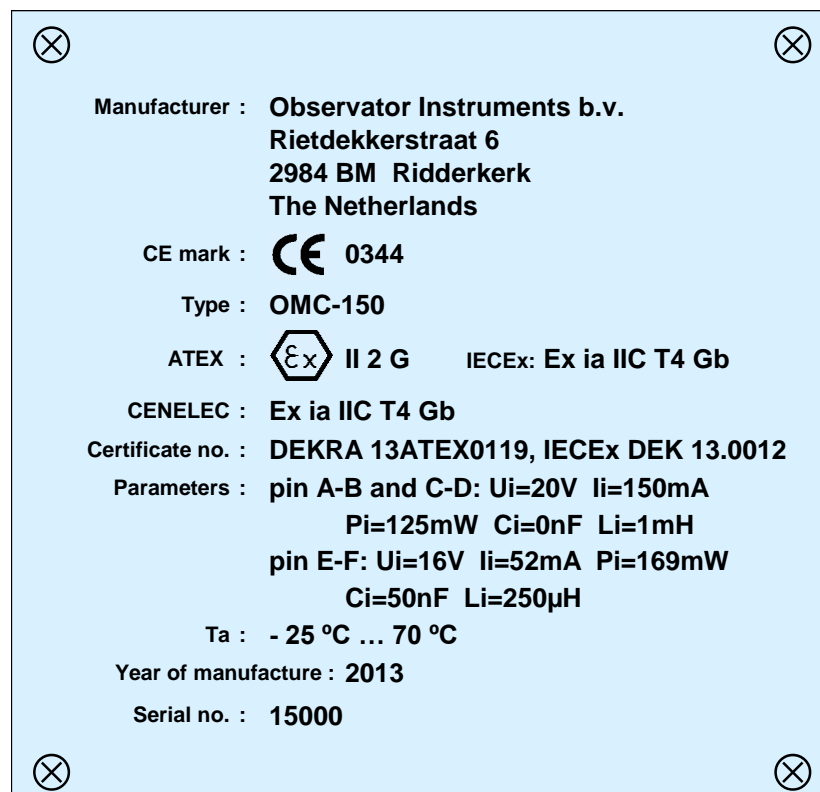 Manufacturer : Observator Instruments b.v.
Rietdekkerstraat 6
2984 BM Ridderkerk
The Netherlands
CE mark : CE 0344
Type : OMC-150
ATEX : Ex II 2 G IECEx: Ex ia IIC T4 Gb
CENELEC : Ex ia IIC T4 Gb
Certificate no. : DEKRA 13ATEX0119, IECEx DEK 13.0012
Parameters : pin A-B and C-D: Ui=20V Ii=150mA
Pi=125mW Ci=0nF Li=1mH
pin E-F: Ui=16V Ii=52mA Pi=169mW
Ci=50nF Li=250µH
Ta : - 25 ºC … 70 ºC
Year of manufacture : 2013
Serial no. : 15000